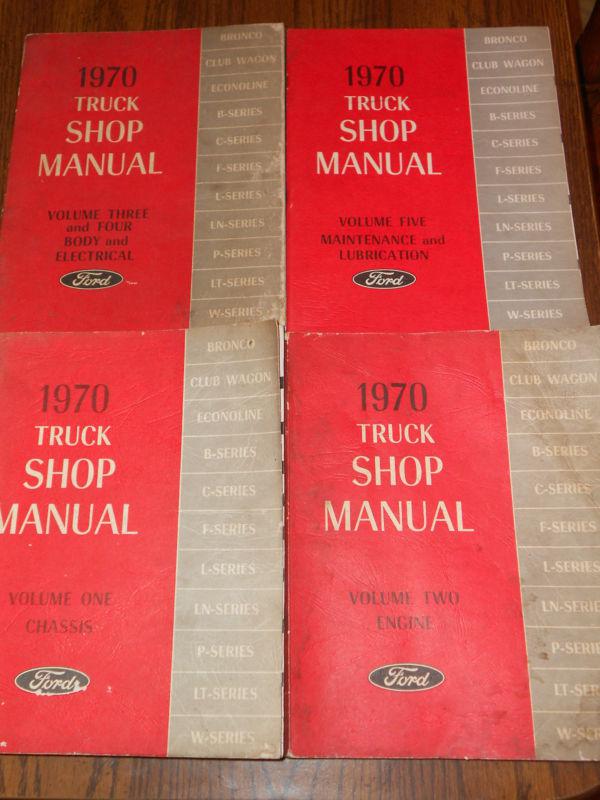 1970
TRUCK
SHOP
MANUAL
VOLUME THREE
and FOUR
BODY and
ELECTRICAL
Ford
BRONCO
CLUB WAGON
ECONOLINE
B-SERIES
C-SERIES
F-SERIES
L-SERIES
LN-SERIES
P-SERIES
LT-SERIES
W-SERIES
1970
TRUCK
SHOP
MANUAL
VOLUME FIVE
MAINTENANCE and
LUBRICATION
Ford
BRONCO
CLUB WAGON
ECONOLINE
B-SERIES
C-SERIES
F-SERIES
L-SERIES
LN-SERIES
P-SERIES
LT-SERIES
W-SERIES
1970
TRUCK
SHOP
MANUAL
VOLUME ONE
CHASSIS
Ford
BRONCO
CLUB WAGON
ECONOLINE
B-SERIES
C-SERIES
F-SERIES
L-SERIES
LN-SERIES
P-SERIES
LT-SERIES
W-SERIES
1970
TRUCK
SHOP
MANUAL
VOLUME TWO
ENGINE
Ford
BRONCO
CLUB WAGON
ECONOLINE
B-SERIES
C-SERIES
F-SERIES
L-SERIES
LN-SERIES
P-SERIES
LT-SERIES
W-SERIES